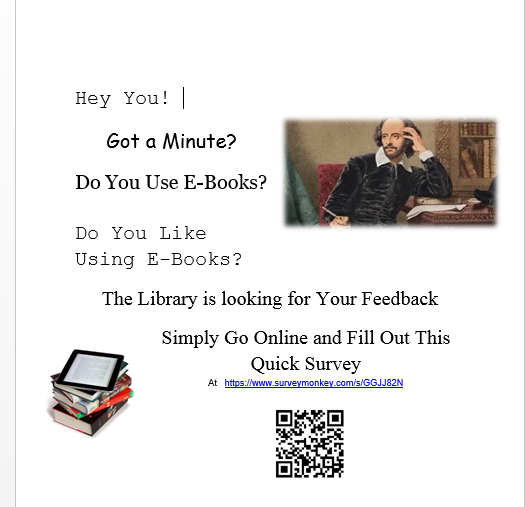 Hey You!
Got a Minute?
Do You Use E-Books?
Do You Like
Using E-Books?
The Library is looking for Your Feedback
Simply Go Online and Fill Out This
Quick Survey
At https://www.surveymonkey.com/s/GGJJ82N